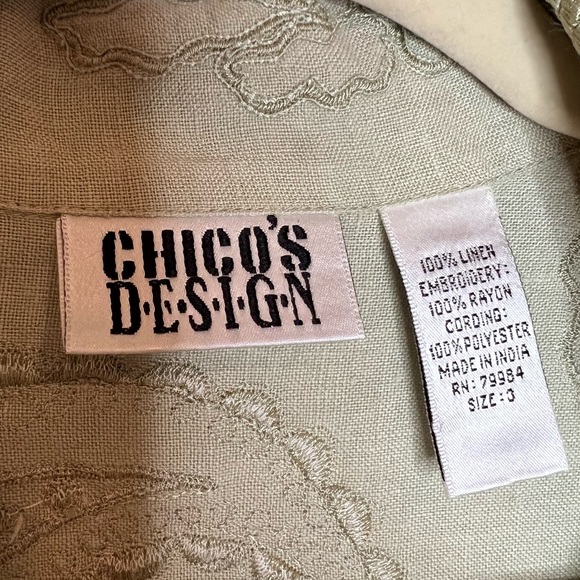 CHICO'S
D·E·S·I·G·N
100% LINEN
EMBROIDERY:
100% RAYON
CORDING:
100% POLYESTER
MADE IN INDIA
RN: 79984
SIZE: 3